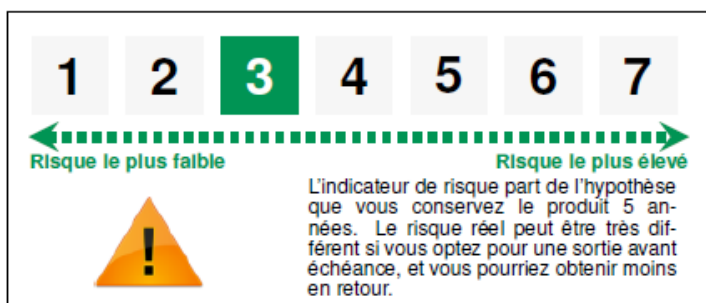 1 2 3 4 5 6 7
Risque le plus faible Risque le plus élevé
L'indicateur de risque part de l'hypothèse
que vous conservez le produit 5 an-
nées. Le risque réel peut être très dif-
férent si vous optez pour une sortie avant
échéance, et vous pourriez obtenir moins
en retour.
!